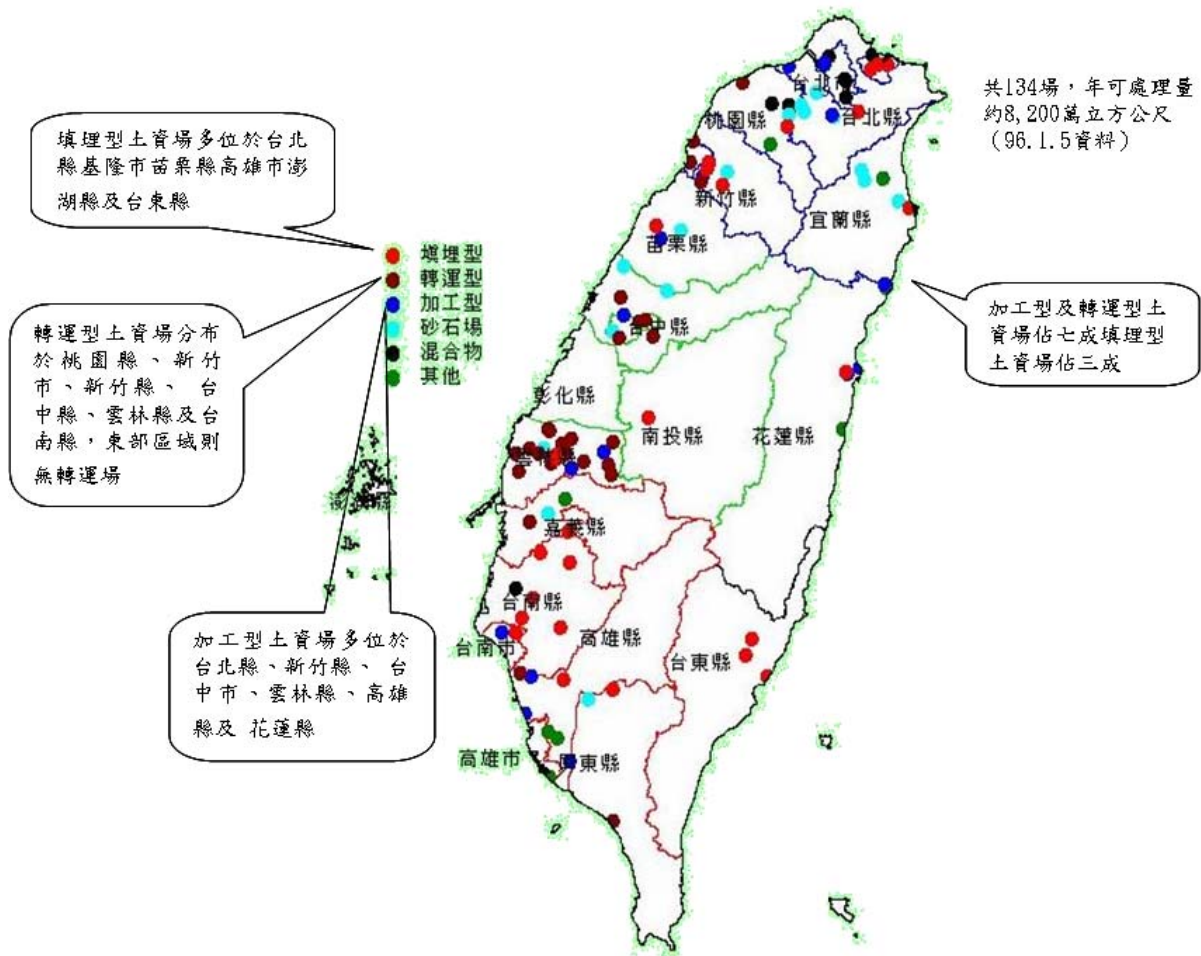 共134場，年可處理量
約8,200萬立方公尺
（96.1.5資料）
填埋型土資場多位於台北
縣基隆市苗栗縣高雄市澎
湖縣及台東縣
填埋型
轉運型
加工型
砂石場
混合物
其他
轉運型土資場分布
於桃園縣、新竹
市、新竹縣、台
中縣、雲林縣及台
南縣，東部區域則
無轉運場
加工型及轉運型土
資場佔七成填埋型
土資場佔三成
加工型土資場多位於
台北縣、新竹縣、台
中市、雲林縣、高雄
縣及 花蓮縣
台北市
台北縣
桃園縣
新竹縣
宜蘭縣
苗栗縣
台中縣
彰化縣
南投縣
花蓮縣
嘉義縣
台南縣
台南市
高雄縣
台東縣
高雄市
屏東縣